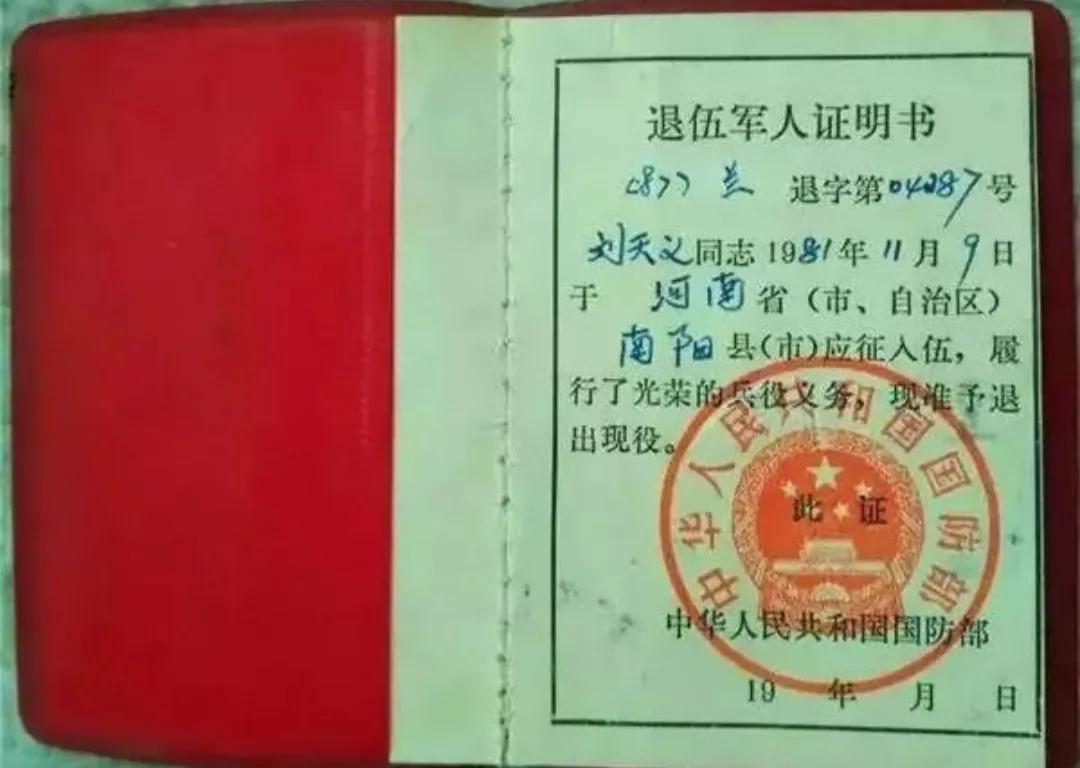 退伍军人证明书
(87) 兰 退字第04287号
刘天义同志1981年11月9日
于 河南省(市、自治区)
南阳县(市)应征入伍,履
行了光荣的兵役义务,现准予退
出现役。
此 证
中华人民共和国国防部
中华人民共和国国防部
19 年 月 日